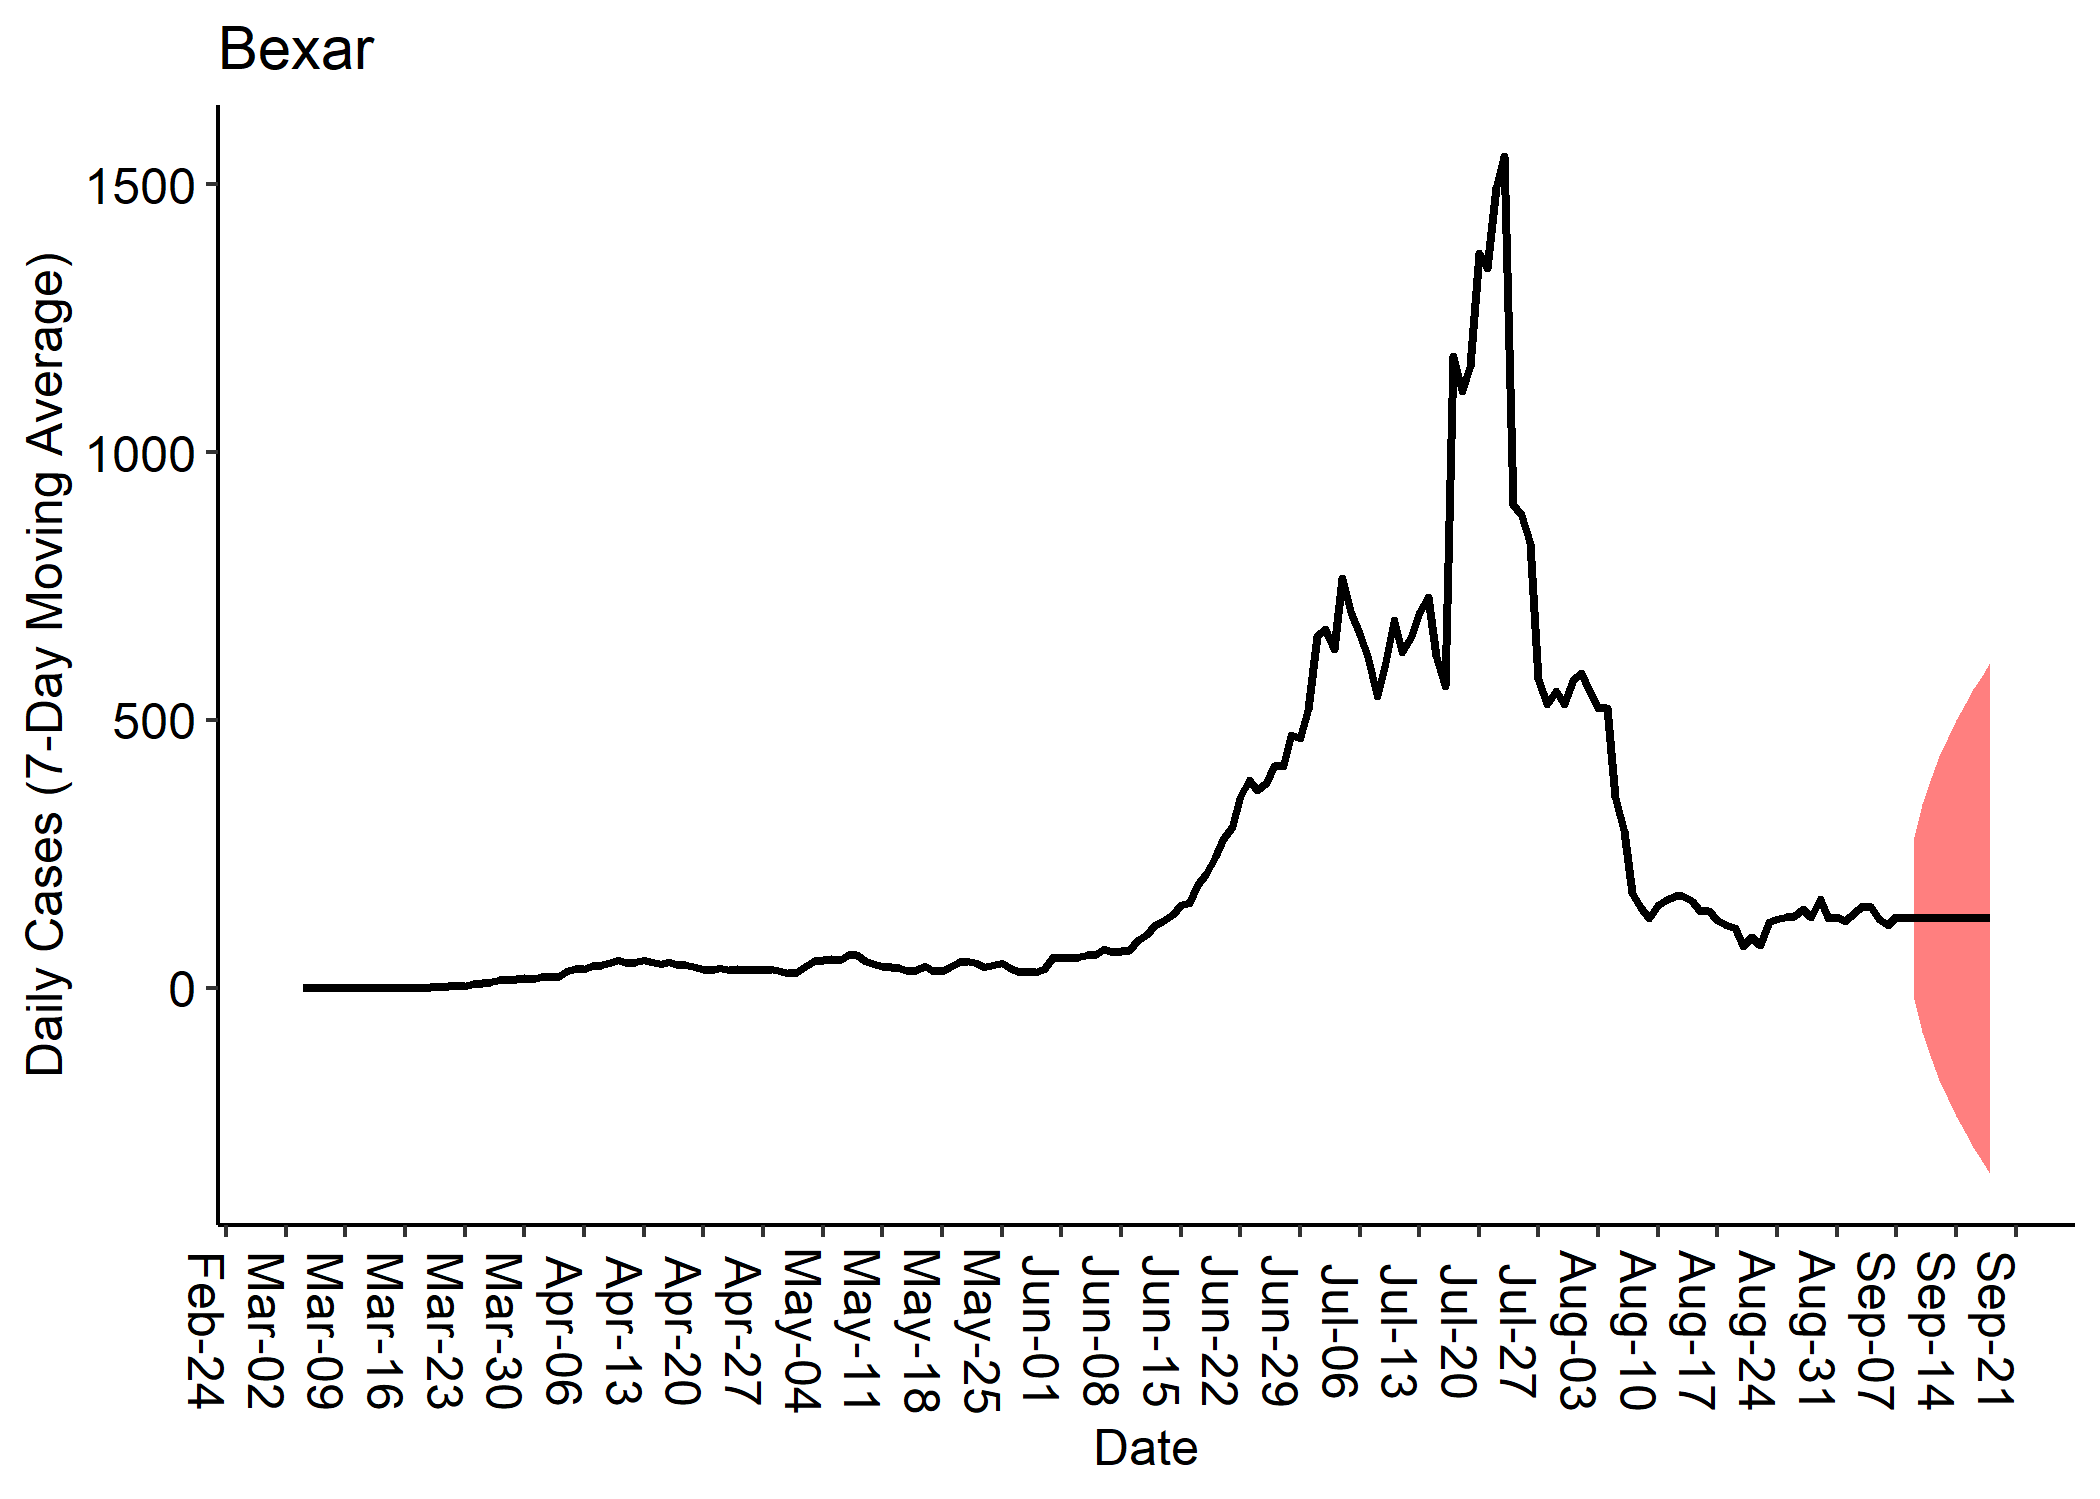 Bexar
Daily Cases (7-Day Moving Average)
1500
1000
500
0
Feb-24
Mar-02
Mar-09
Mar-16
Mar-23
Mar-30
Apr-06
Apr-13
Apr-20
Apr-27
May-04
May-11
May-18
May-25
Jun-01
Jun-08
Jun-15
Jun-22
Jun-29
Jul-06
Jul-13
Jul-20
Jul-27
Aug-03
Aug-10
Aug-17
Aug-24
Aug-31
Sep-07
Sep-14
Sep-21
Date